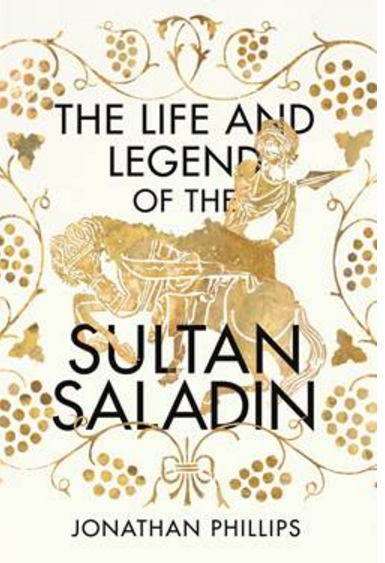 THE LIFE AND
LEGEND
OF THE
SULTAN
SALADIN
JONATHAN PHILLIPS